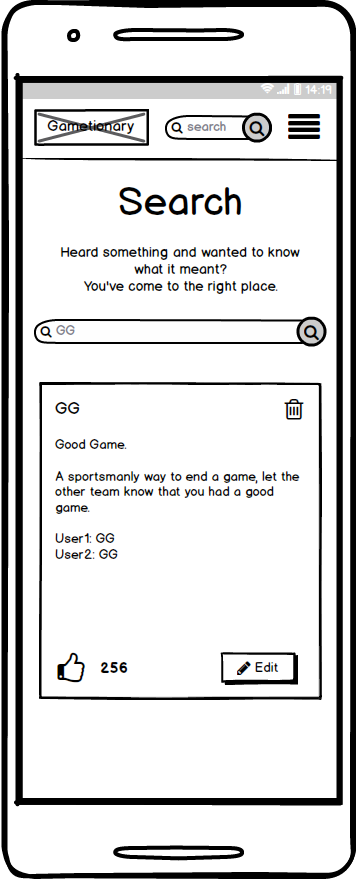 14:19
Gametionary
search
Search
Heard something and wanted to know
what it meant?
You've come to the right place.
GG
GG
Good Game.
A sportsmanly way to end a game, let the
other team know that you had a good
game.
User1: GG
User2: GG
256
Edit